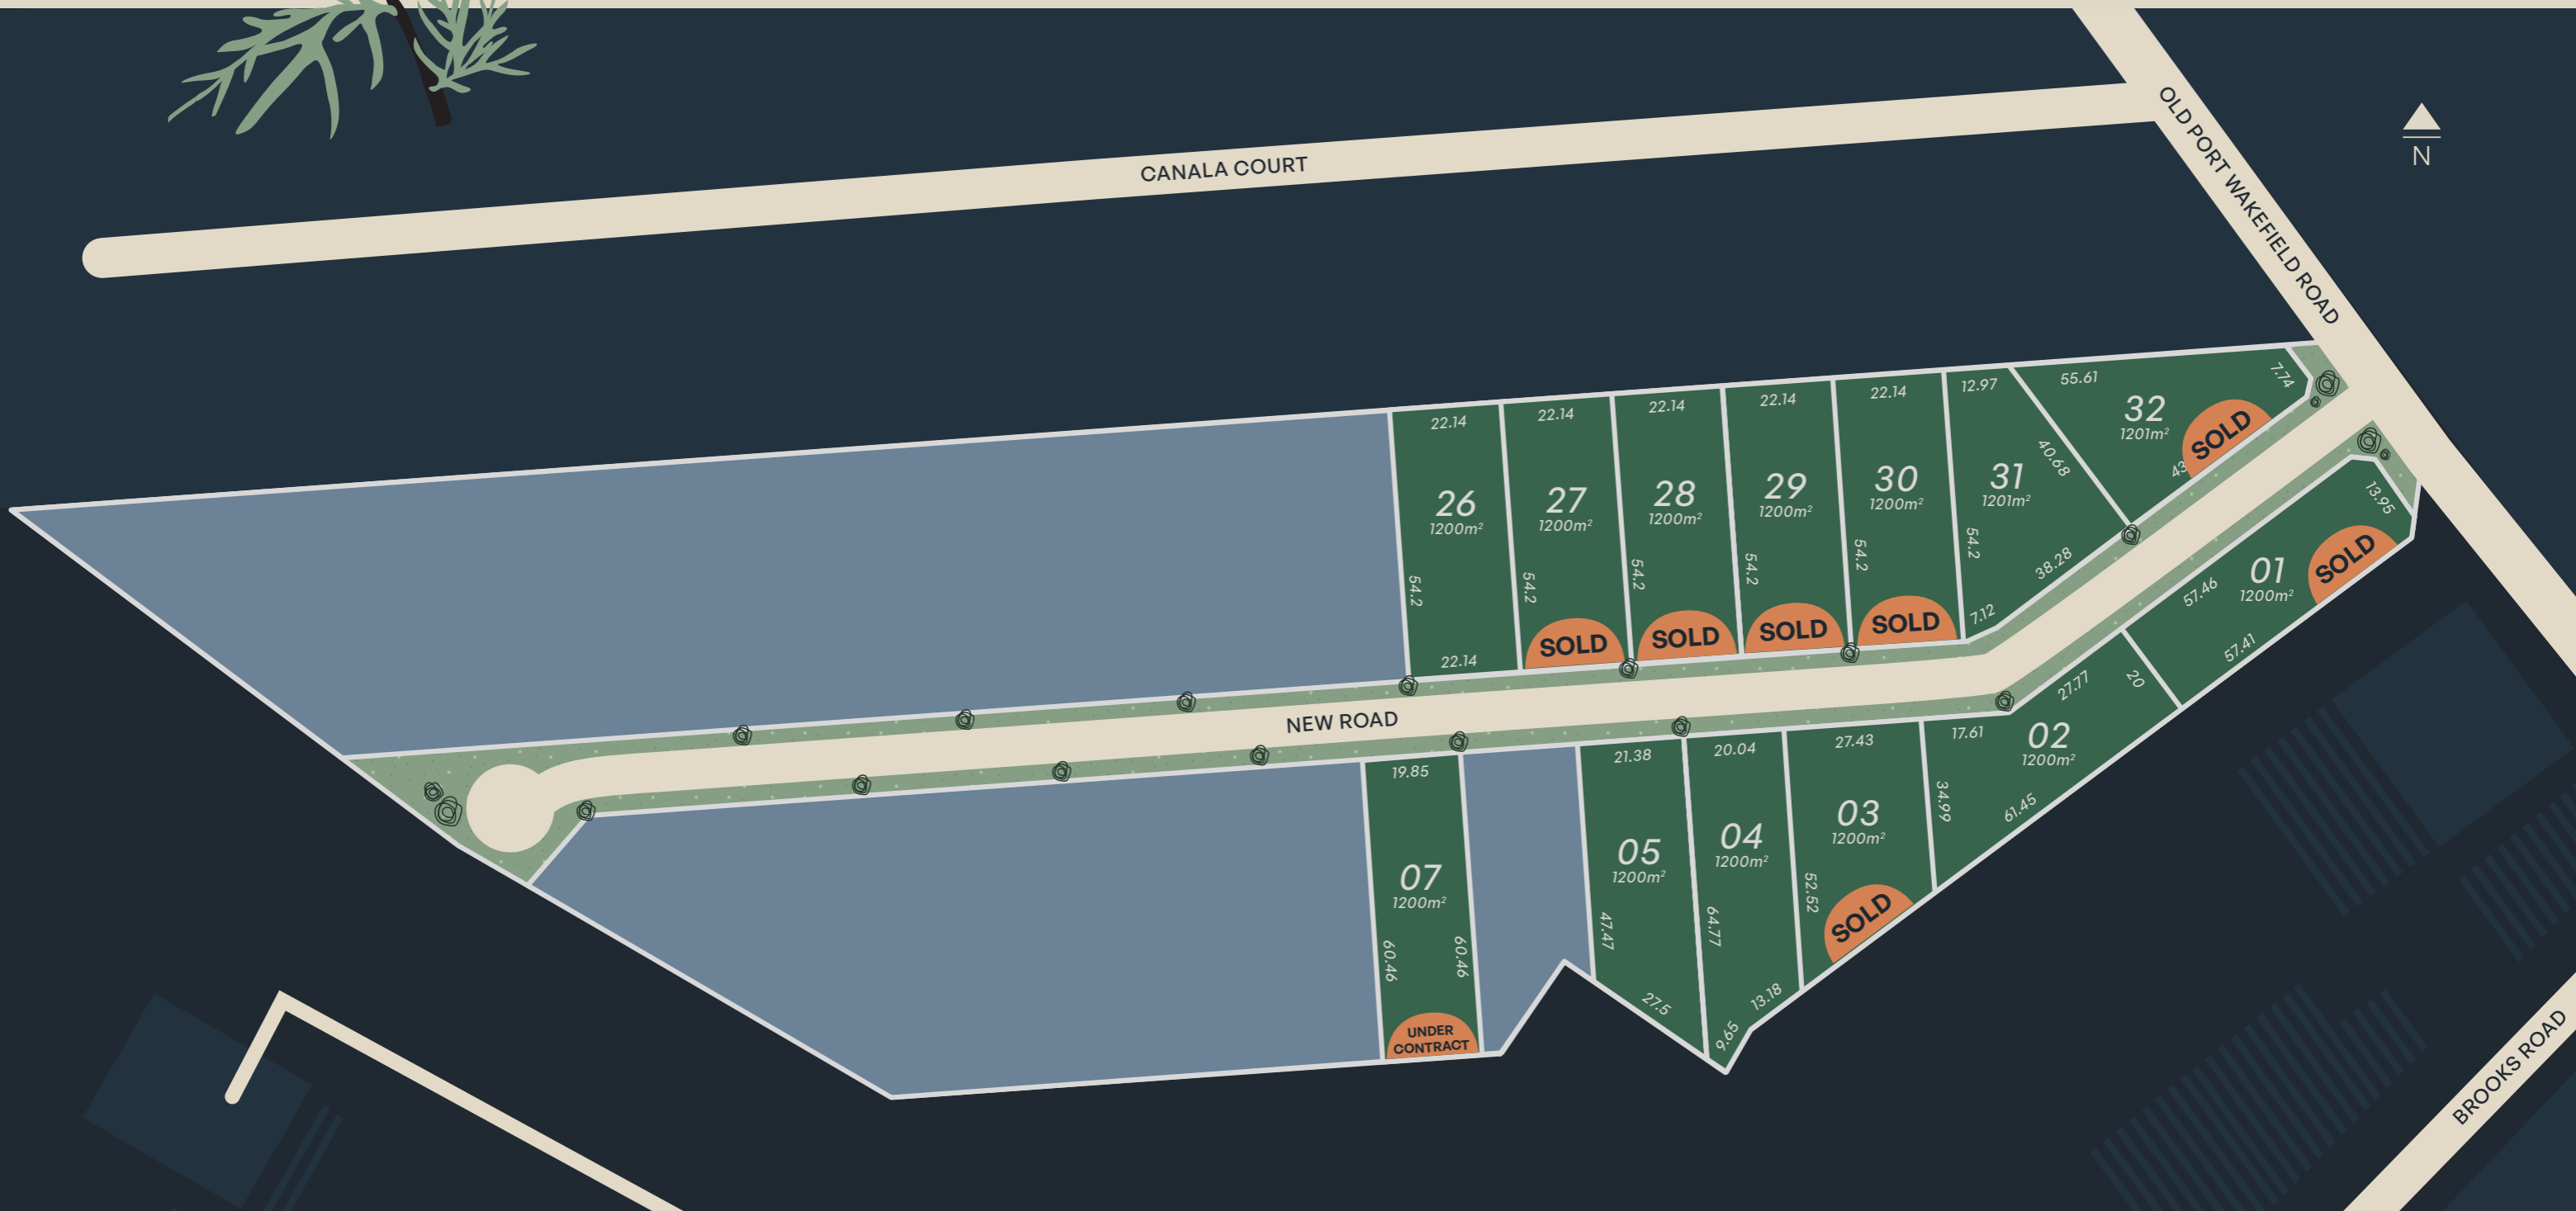 CANALA COURT
OLD PORT WAKEFIELD ROAD
N
22.14
26
1200m²
54.2
22.14
22.14
27
1200m²
54.2
SOLD
22.14
28
1200m²
54.2
SOLD
22.14
29
1200m²
54.2
SOLD
22.14
30
1200m²
54.2
SOLD
12.97
31
1201m²
54.2
40.68
38.28
7.12
55.61
7.74
32
1201m²
43
SOLD
NEW ROAD
13.95
01
1200m²
57.46
57.41
SOLD
27.77
20
17.61
02
1200m²
34.99
61.45
27.43
03
1200m²
52.52
SOLD
20.04
04
1200m²
64.77
13.18
9.65
21.38
05
1200m²
47.47
27.5
19.85
07
1200m²
60.46
60.46
UNDER
CONTRACT
BROOKS ROAD